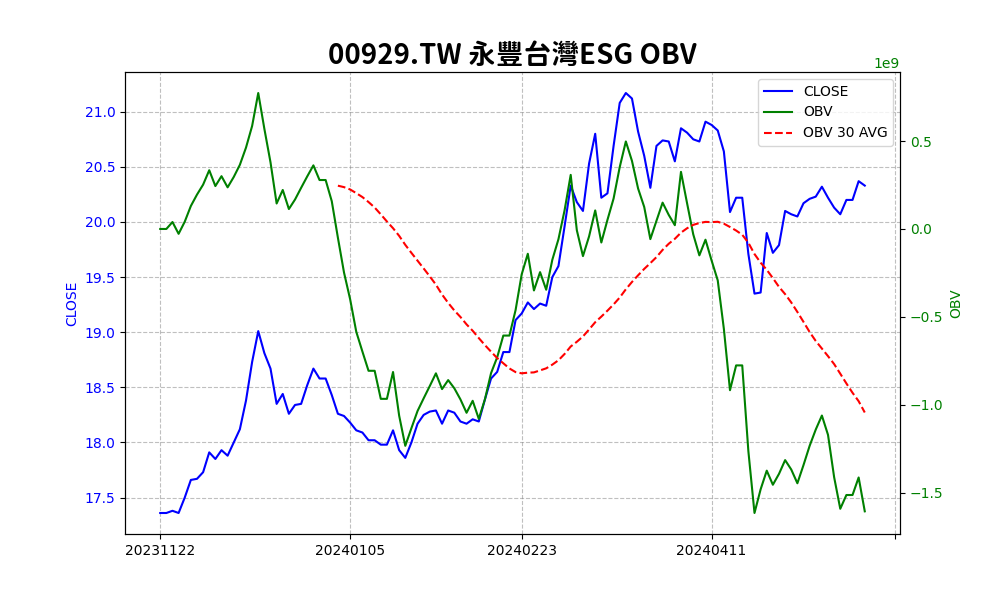 00929.TW 永豐台灣ESG OBV
1e9
CLOSE
OBV
OBV 30 AVG
21.0
20.5
20.0
19.5
19.0
18.5
18.0
17.5
CLOSE
0.5
0.0
−0.5
−1.0
−1.5
OBV
20231122
20240105
20240223
20240411